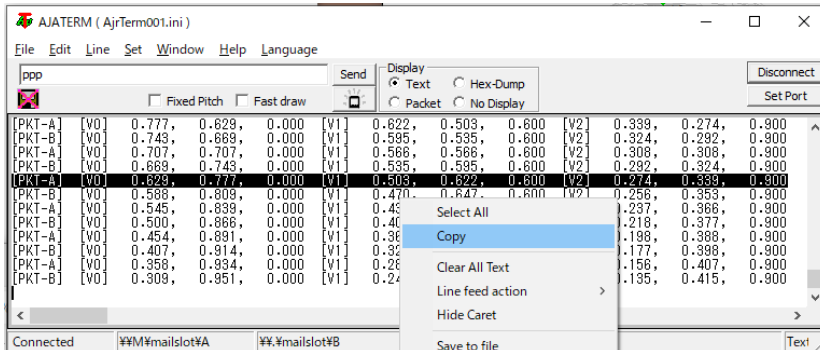 AJATERM ( AjrTerm001.ini )
File Edit Line Set Window Help Language
ppp Send Display Text Hex-Dump Disconnect
Fixed Pitch Fast draw Packet No Display Set Port
[PKT-A] [V0] 0.777, 0.629, 0.000 [V1] 0.622, 0.503, 0.600 [V2] 0.339, 0.274, 0.900
[PKT-B] [V0] 0.743, 0.669, 0.000 [V1] 0.595, 0.535, 0.600 [V2] 0.324, 0.292, 0.900
[PKT-A] [V0] 0.707, 0.707, 0.000 [V1] 0.566, 0.566, 0.600 [V2] 0.308, 0.308, 0.900
[PKT-B] [V0] 0.669, 0.743, 0.000 [V1] 0.535, 0.595, 0.600 [V2] 0.292, 0.324, 0.900
[PKT-A] [V0] 0.629, 0.777, 0.000 [V1] 0.503, 0.622, 0.600 [V2] 0.274, 0.339, 0.900
[PKT-B] [V0] 0.588, 0.809, 0.000 [V1] 0.470, 0.647, 0.600 [V2] 0.256, 0.353, 0.900
[PKT-A] [V0] 0.545, 0.839, 0.000 [V1] 0.43 .237, 0.366, 0.900
[PKT-B] [V0] 0.500, 0.866, 0.000 [V1] 0.40 .218, 0.377, 0.900
[PKT-A] [V0] 0.454, 0.891, 0.000 [V1] 0.36 .198, 0.388, 0.900
[PKT-B] [V0] 0.407, 0.914, 0.000 [V1] 0.32 .177, 0.398, 0.900
[PKT-A] [V0] 0.358, 0.934, 0.000 [V1] 0.28 .156, 0.407, 0.900
[PKT-B] [V0] 0.309, 0.951, 0.000 [V1] 0.24 .135, 0.415, 0.900
Select All
Copy
Clear All Text
Line feed action
Hide Caret
Save to file
Connected ¥¥M¥mailslot¥A ¥¥.¥mailslot¥B Text